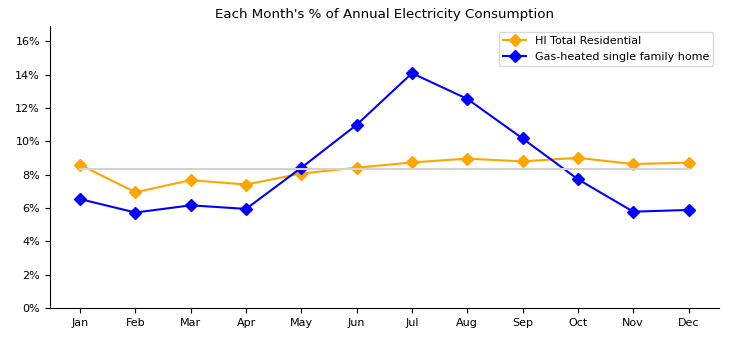 Each Month's % of Annual Electricity Consumption
HI Total Residential
Gas-heated single family home
16%
14%
12%
10%
8%
6%
4%
2%
0%
Jan Feb Mar Apr May Jun Jul Aug Sep Oct Nov Dec